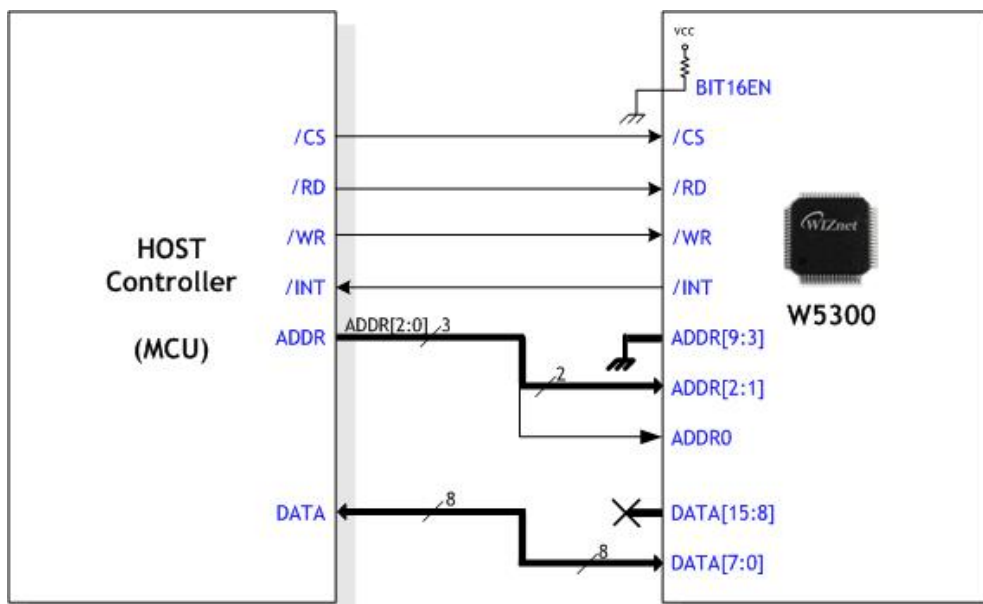 vcc
BIT16EN
/CS
/CS
/RD
/RD
/WR
/WR
HOST
Controller
(MCU)
WIZnet
W5300
/INT
/INT
ADDR
ADDR[2:0]
3
ADDR[9:3]
2
ADDR[2:1]
ADDR0
DATA
8
DATA[15:8]
8
DATA[7:0]